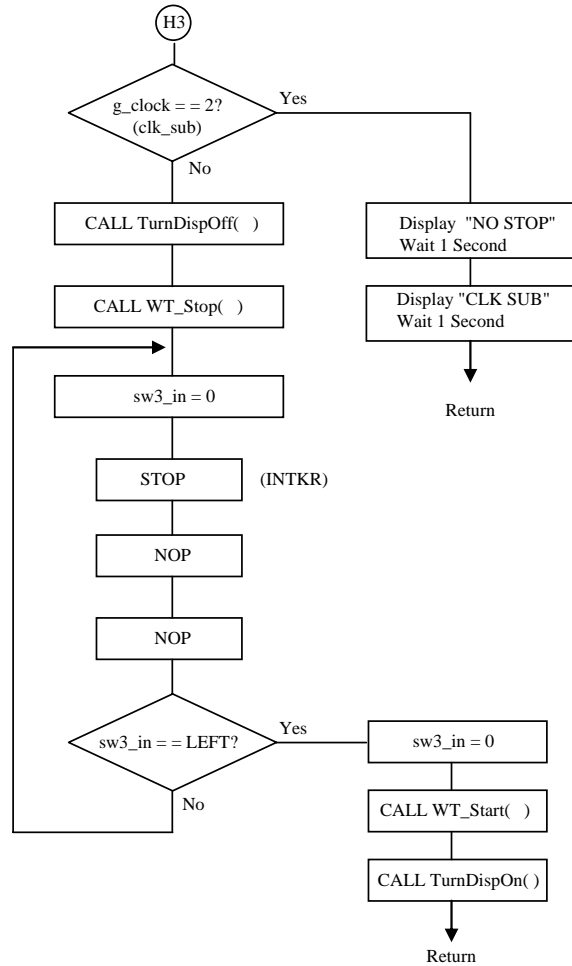 H3
g_clock = = 2?
(clk_sub)
Yes
No
CALL TurnDispOff( )
Display "NO STOP"
Wait 1 Second
CALL WT_Stop( )
Display "CLK SUB"
Wait 1 Second
Return
sw3_in = 0
STOP
(INTKR)
NOP
NOP
sw3_in = = LEFT?
Yes
No
sw3_in = 0
CALL WT_Start( )
CALL TurnDispOn( )
Return